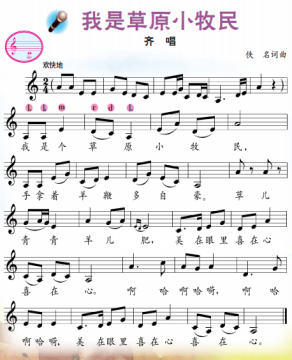 我是草原小牧民
齐 唱
佚 名词曲
欢快地
2
4
l, l, m r d l,
我 是 个 草 原 小 牧 民，
手拿着 羊 鞭 多 自 豪。 草 儿
青 青 羊 儿 肥， 美 在 眼 里 喜 在 心
喜 在 心。 啊 哈 啊 哈 嗬， 啊
啊 哈 嗬， 美 在 眼 里 喜 在 心 喜 在 心。